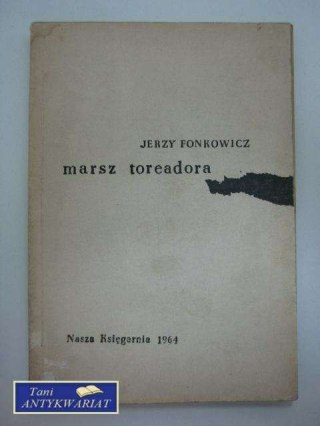 JERZY FONKOWICZ
marsz toreadora
Nasza Księgarnia 1964
Tani
ANTYKWARIAT